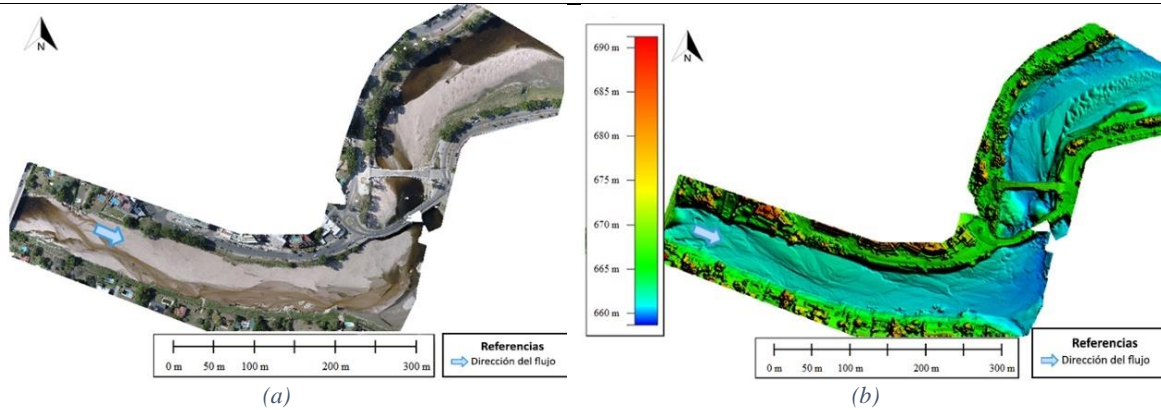 N
0 m 50 m 100 m 200 m 300 m
Referencias
Dirección del flujo
(a)
690 m
685 m
680 m
675 m
670 m
665 m
660 m
N
0 m 50 m 100 m 200 m 300 m
Referencias
Dirección del flujo
(b)